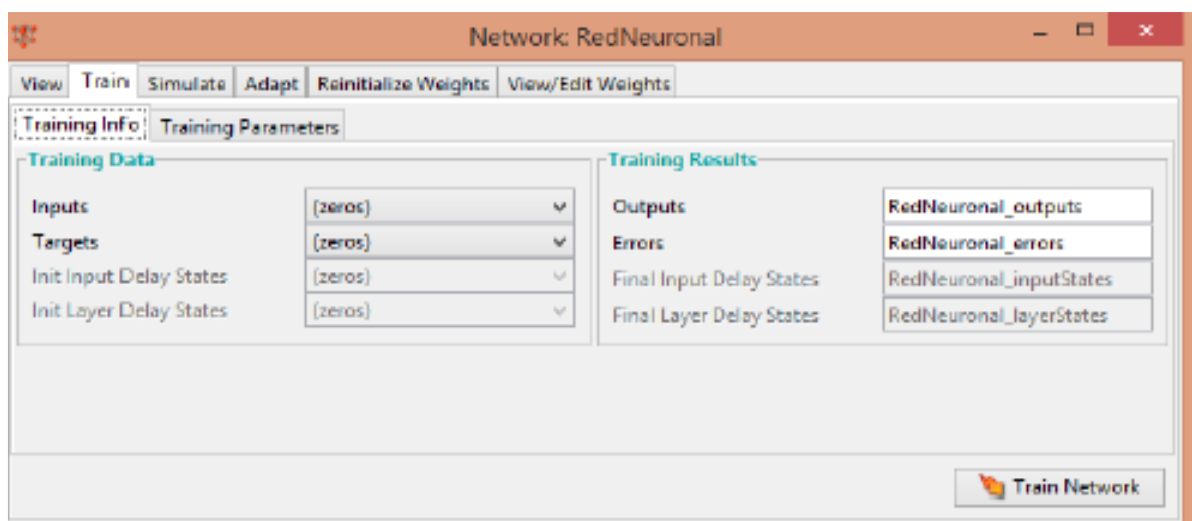 Network: RedNeuronal
View Train Simulate Adapt Reinitialize Weights View/Edit Weights
Training Info Training Parameters
Training Data Training Results
Inputs (zeros) Outputs RedNeuronal_outputs
Targets (zeros) Errors RedNeuronal_errors
Init Input Delay States (zeros) Final Input Delay States RedNeuronal_inputStates
Init Layer Delay States (zeros) Final Layer Delay States RedNeuronal_layerStates
Train Network